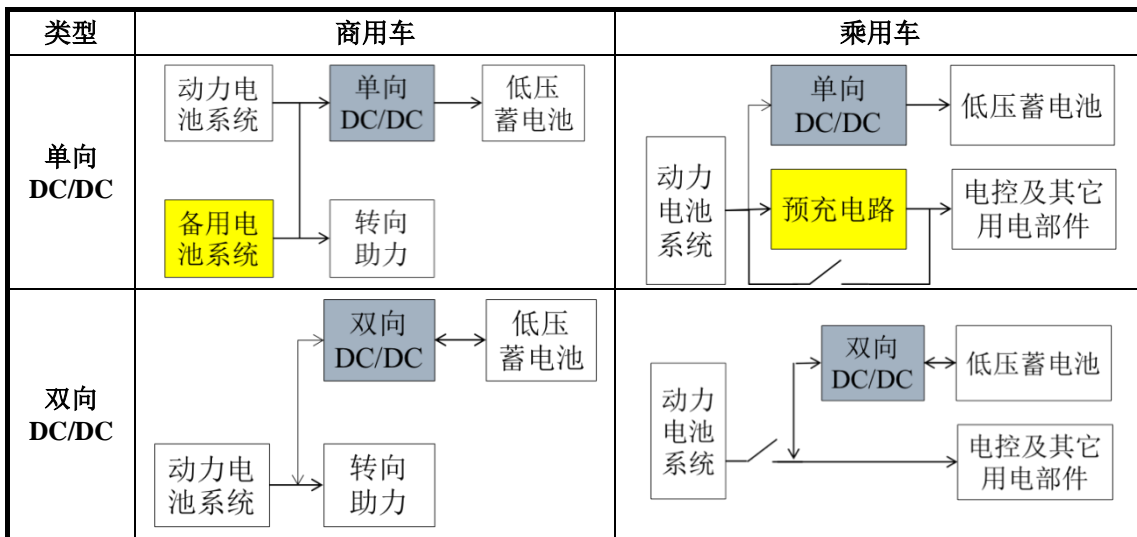 类型
商用车
乘用车
单向
DC/DC
动力电
池系统
单向
DC/DC
低压
蓄电池
备用电
池系统
转向
助力
动力
电池
系统
单向
DC/DC
低压蓄电池
预充电路
电控及其它
用电部件
双向
DC/DC
双向
DC/DC
低压
蓄电池
动力电
池系统
转向
助力
动力
电池
系统
双向
DC/DC
低压蓄电池
电控及其它
用电部件